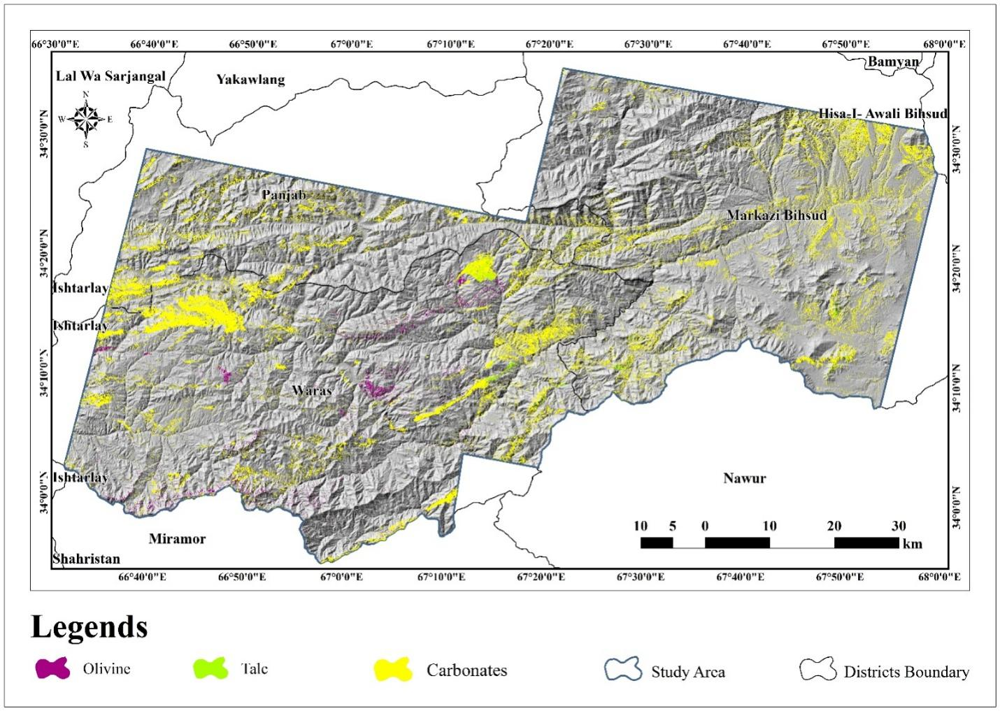 66°30'0"E 66°40'0"E 66°50'0"E 67°0'0"E 67°10'0"E 67°20'0"E 67°30'0"E 67°40'0"E 67°50'0"E 68°0'0"E
Bamyan
Lal Wa Sarjangal
Yakawlang
N
W E
S
Hisa-I- Awali Bihsud
34°30'0"N
34°30'0"N
Panjab
Markazi Bihsud
34°20'0"N
34°20'0"N
Ishtarlay
Ishtarlay
34°10'0"N
34°10'0"N
Waras
Ishtarlay
Nawur
34°0'0"N
34°0'0"N
10 5 0 10 20 30
km
Miramor
Shahristan
66°40'0"E 66°50'0"E 67°0'0"E 67°10'0"E 67°20'0"E 67°30'0"E 67°40'0"E 67°50'0"E 68°0'0"E
Legends
Olivine Talc Carbonates Study Area Districts Boundary